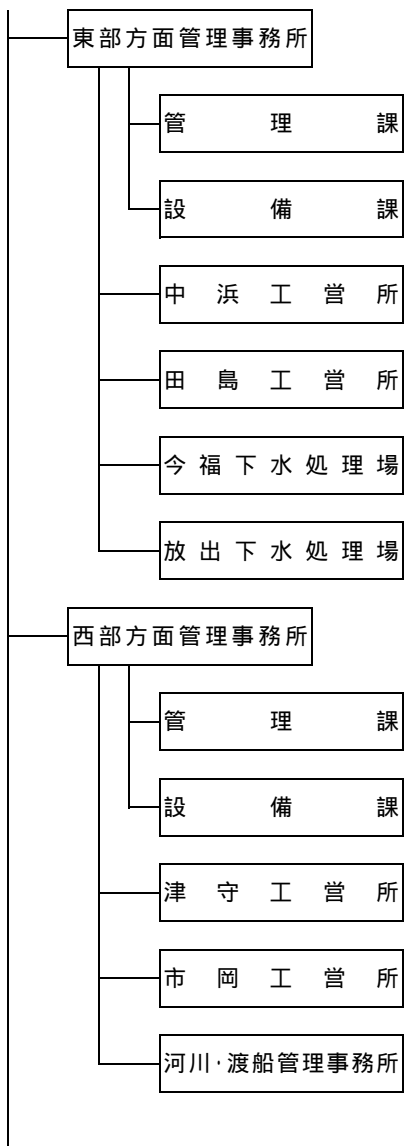 東部方面管理事務所
管理課
設備課
中浜工営所
田島工営所
今福下水処理場
放出下水処理場
西部方面管理事務所
管理課
設備課
津守工営所
市岡工営所
河川・渡船管理事務所